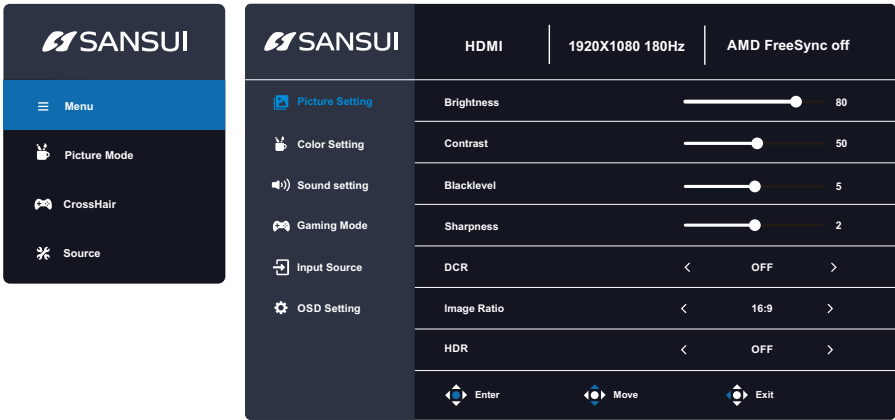 SANSUI
Menu
Picture Mode
CrossHair
Source
SANSUI
HDMI
1920X1080 180Hz
AMD FreeSync off
Picture Setting
Color Setting
Sound setting
Gaming Mode
Input Source
OSD Setting
Brightness 80
Contrast 50
Blacklevel 5
Sharpness 2
DCR < OFF >
Image Ratio < 16:9 >
HDR < OFF >
Enter
Move
Exit